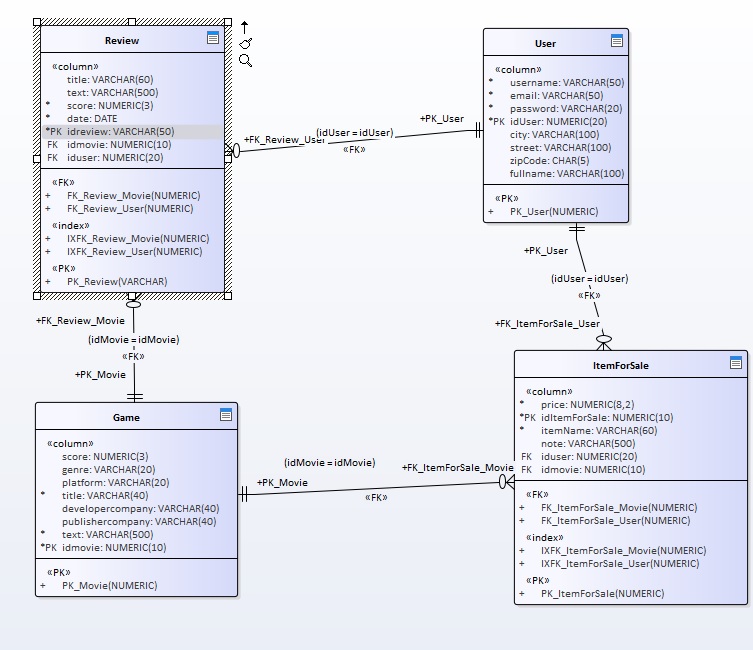 Review
«column»
title: VARCHAR(60)
text: VARCHAR(500)
* score: NUMERIC(3)
* date: DATE
*PK idreview: VARCHAR(50)
FK idmovie: NUMERIC(10)
FK iduser: NUMERIC(20)
«FK»
+ FK_Review_Movie(NUMERIC)
+ FK_Review_User(NUMERIC)
«index»
+ IXFK_Review_Movie(NUMERIC)
+ IXFK_Review_User(NUMERIC)
«PK»
+ PK_Review(VARCHAR)
+FK_Review_User
(idUser = idUser)
«FK»
+PK_User
User
«column»
* username: VARCHAR(50)
* email: VARCHAR(50)
* password: VARCHAR(20)
*PK idUser: NUMERIC(20)
city: VARCHAR(100)
street: VARCHAR(100)
zipCode: CHAR(5)
fullname: VARCHAR(100)
«PK»
+ PK_User(NUMERIC)
+PK_User
(idUser = idUser)
«FK»
+FK_ItemForSale_User
+FK_Review_Movie
(idMovie = idMovie)
«FK»
+PK_Movie
Game
«column»
score: NUMERIC(3)
genre: VARCHAR(20)
platform: VARCHAR(20)
* title: VARCHAR(40)
developercompany: VARCHAR(40)
publishercompany: VARCHAR(40)
* text: VARCHAR(500)
*PK idmovie: NUMERIC(10)
«PK»
+ PK_Movie(NUMERIC)
+PK_Movie
(idMovie = idMovie)
«FK»
+FK_ItemForSale_Movie
ItemForSale
«column»
* price: NUMERIC(8,2)
*PK idItemForSale: NUMERIC(10)
* itemName: VARCHAR(60)
note: VARCHAR(500)
FK iduser: NUMERIC(20)
FK idmovie: NUMERIC(10)
«FK»
+ FK_ItemForSale_Movie(NUMERIC)
+ FK_ItemForSale_User(NUMERIC)
«index»
+ IXFK_ItemForSale_Movie(NUMERIC)
+ IXFK_ItemForSale_User(NUMERIC)
«PK»
+ PK_ItemForSale(NUMERIC)